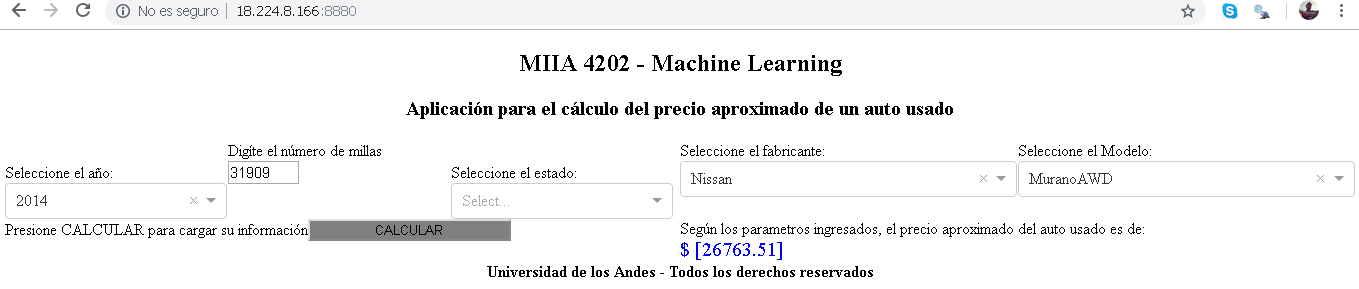 No es seguro | 18.224.8.166:8880
MIIA 4202 - Machine Learning
Aplicación para el cálculo del precio aproximado de un auto usado
Seleccione el año:
2014
Digíte el número de millas
31909
Seleccione el estado:
Select...
Seleccione el fabricante:
Nissan
Seleccione el Modelo:
MuranoAWD
Presione CALCULAR para cargar su información
CALCULAR
Según los parametros ingresados, el precio aproximado del auto usado es de:
$ [26763.51]
Universidad de los Andes - Todos los derechos reservados